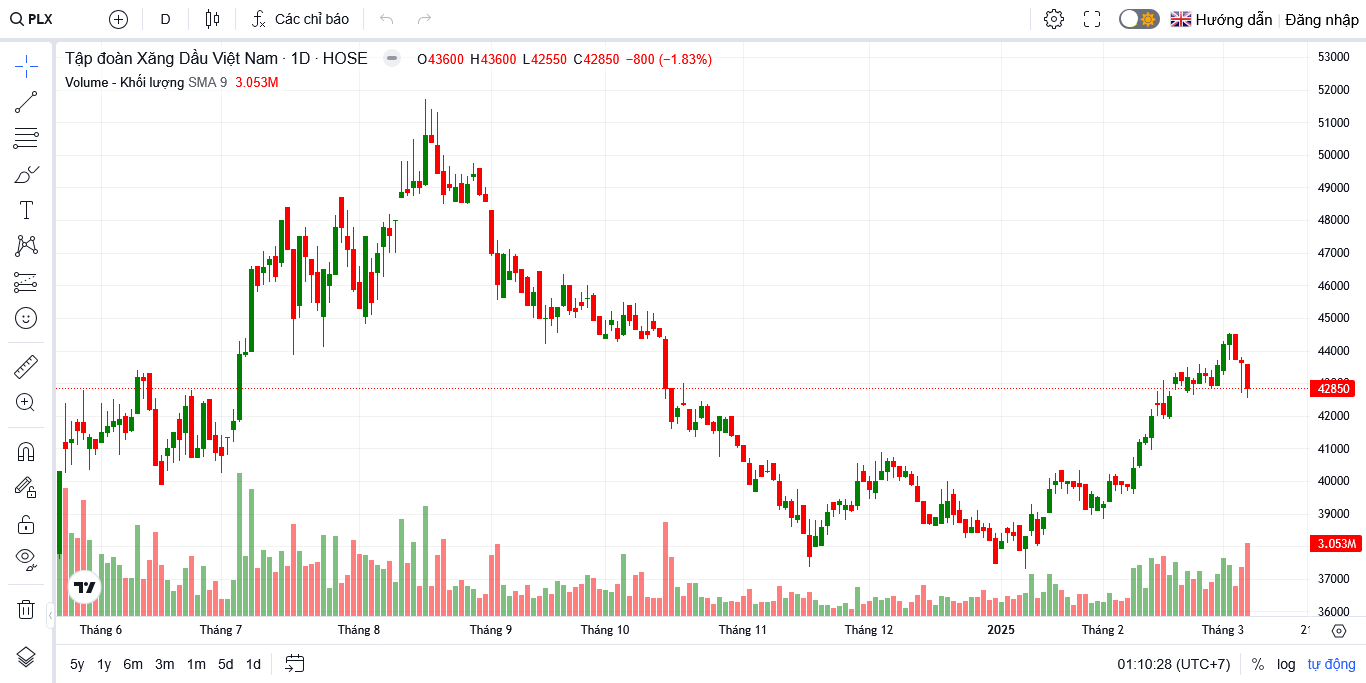 PLX D Các chỉ báo Hướng dẫn Đăng nhập
Tập đoàn Xăng Dầu Việt Nam · 1D · HOSE O43600 H43600 L42550 C42850 −800 (−1.83%)
Volume - Khối lượng SMA 9 3.053M
53000
52000
51000
50000
49000
48000
47000
46000
45000
44000
42850
42000
41000
40000
39000
3.053M
37000
36000
Tháng 6 Tháng 7 Tháng 8 Tháng 9 Tháng 10 Tháng 11 Tháng 12 2025 Tháng 2 Tháng 3
5y 1y 6m 3m 1m 5d 1d 01:10:28 (UTC+7) % log tự động